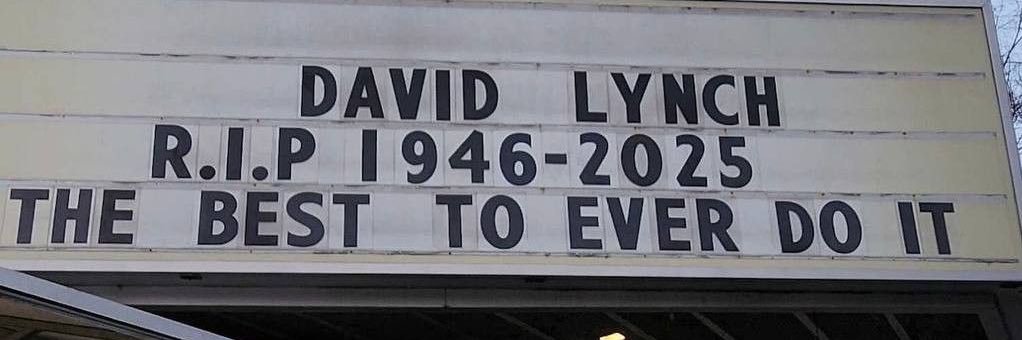 DAVID LYNCH
R.I.P 1946-2025
THE BEST TO EVER DO IT